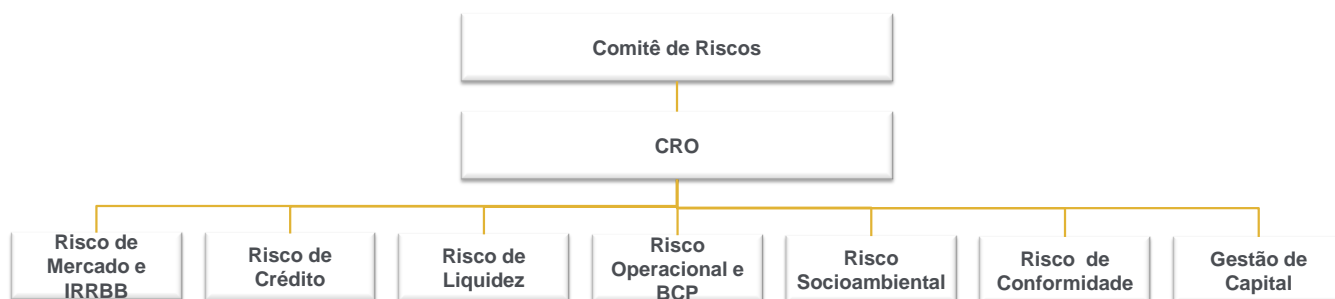 Comitê de Riscos
CRO
Risco de
Mercado e
IRRBB
Risco de
Crédito
Risco de
Liquidez
Risco
Operacional e
BCP
Risco
Socioambiental
Risco de
Conformidade
Gestão de
Capital